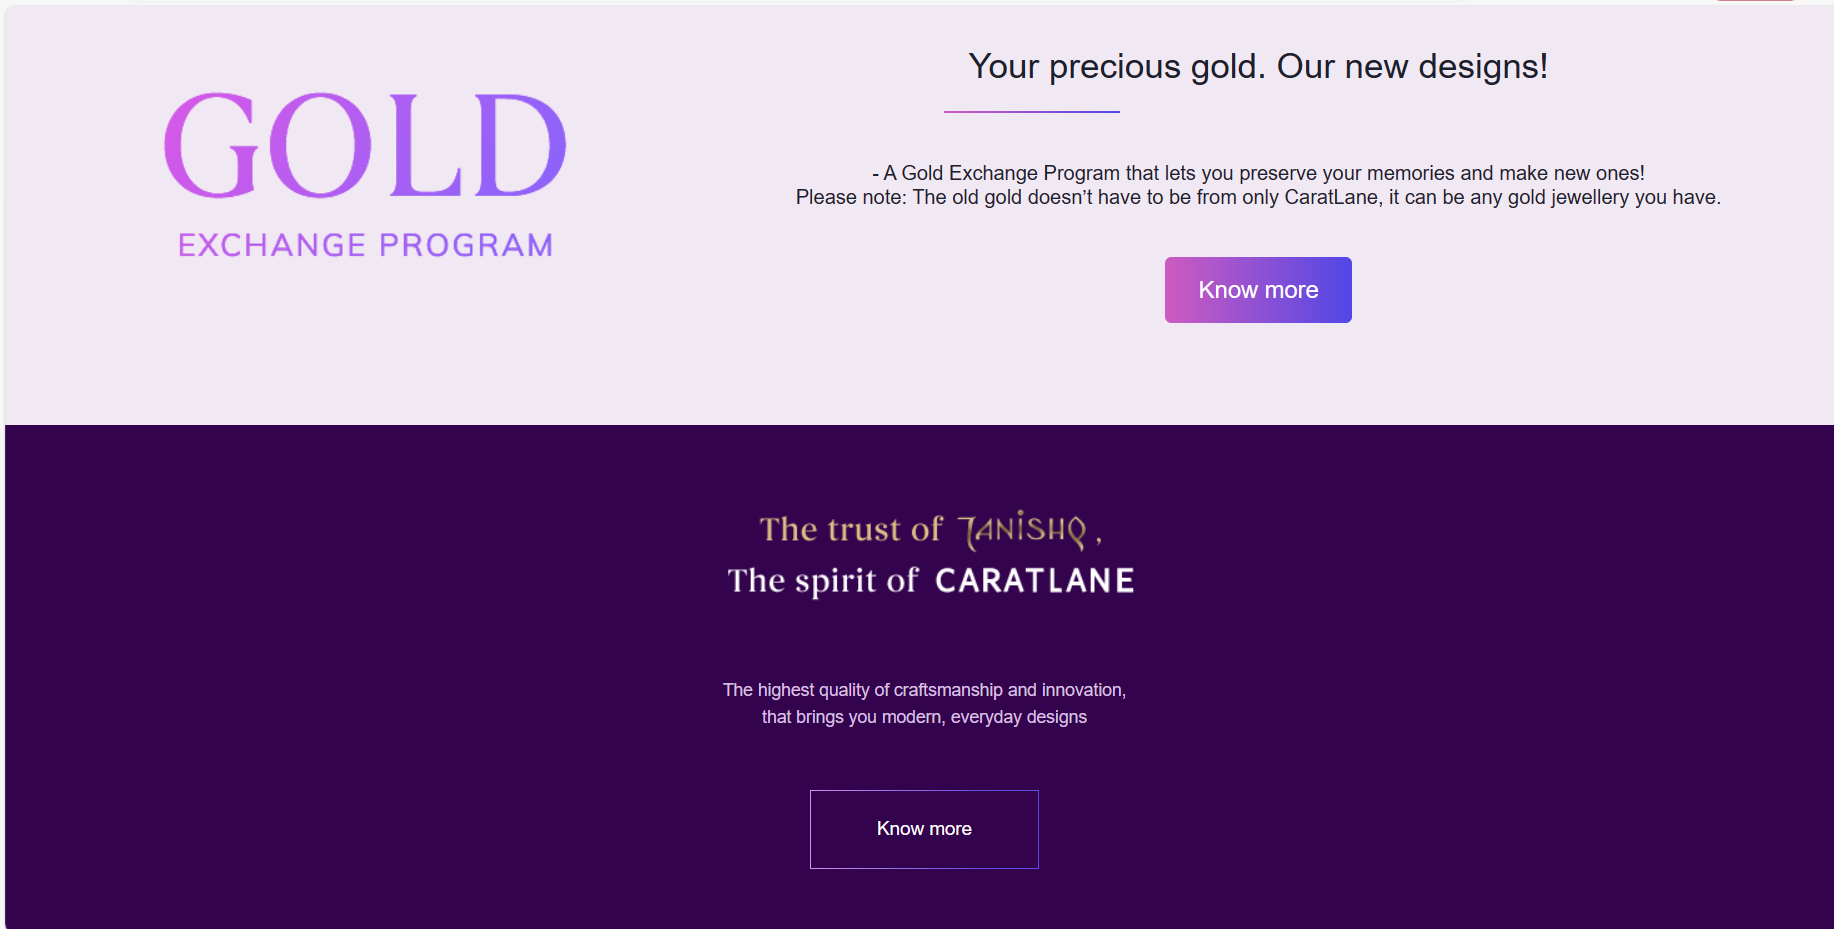 GOLD
EXCHANGE PROGRAM
Your precious gold. Our new designs!
- A Gold Exchange Program that lets you preserve your memories and make new ones!
Please note: The old gold doesn’t have to be from only CaratLane, it can be any gold jewellery you have.
Know more
The trust of TANISHQ,
The spirit of CARATLANE
The highest quality of craftsmanship and innovation,
that brings you modern, everyday designs
Know more